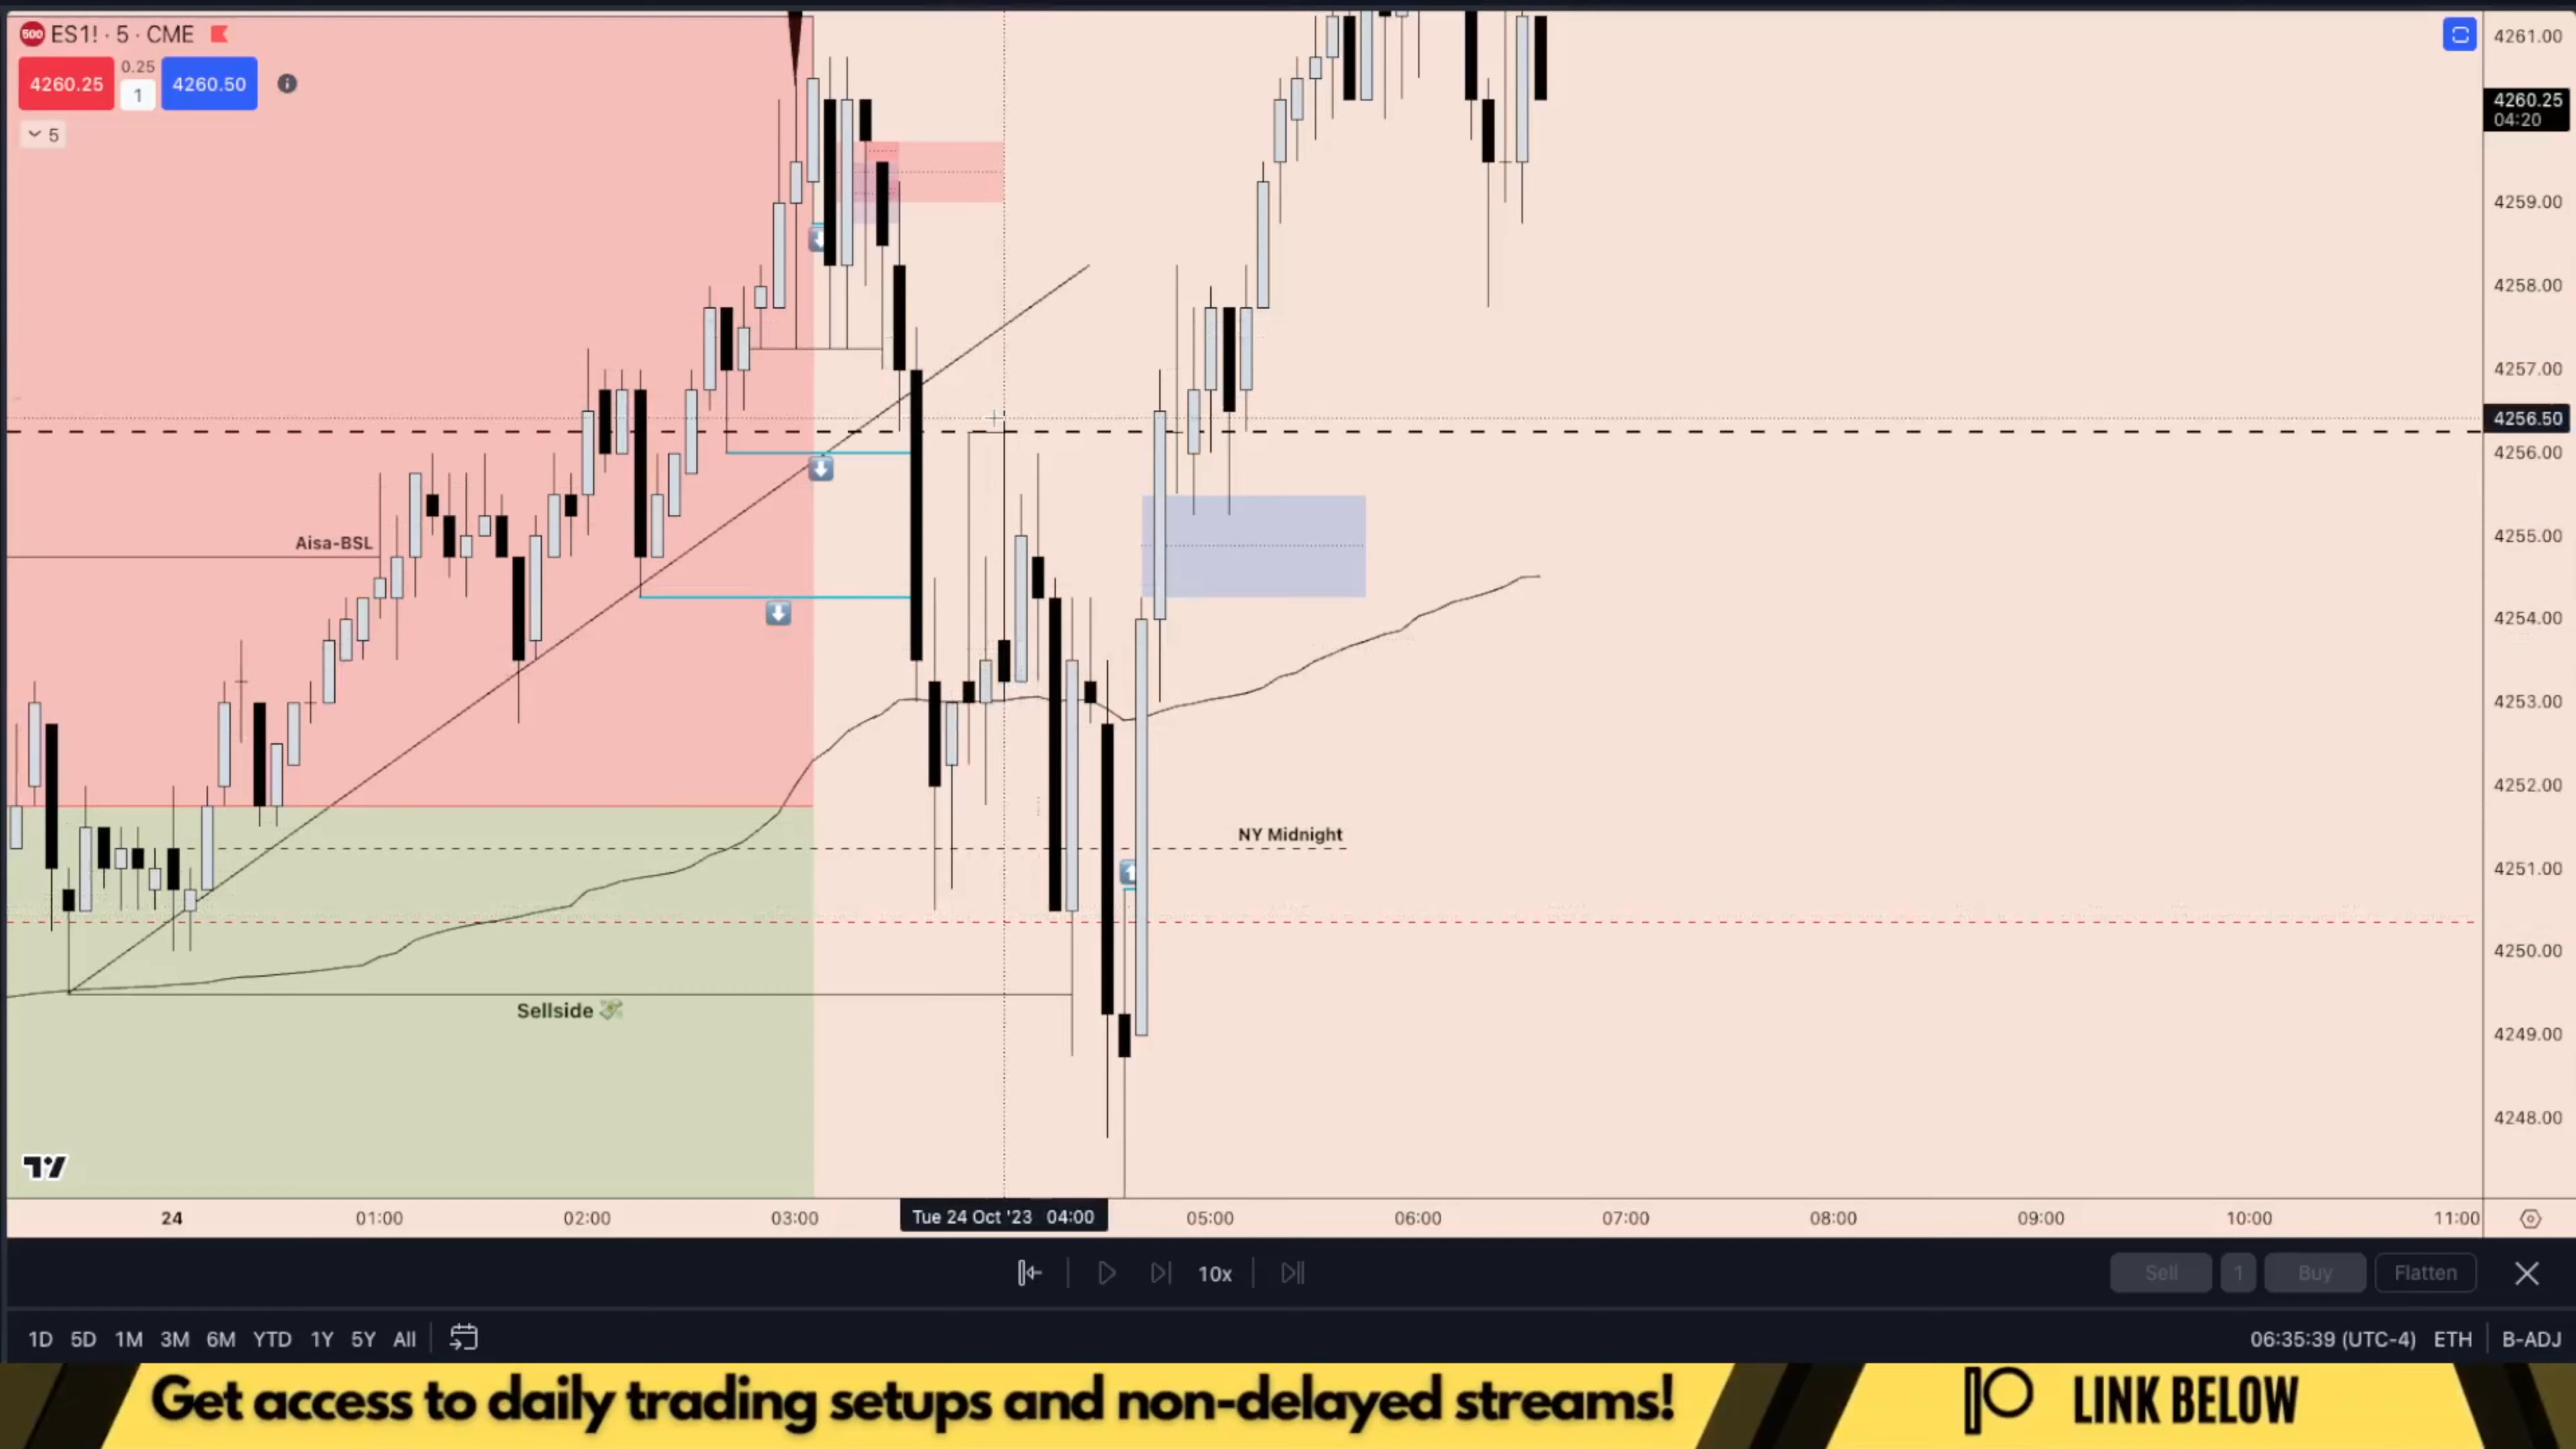 500 ES1! · 5 · CME
4260.25 0.25 4260.50
1
5
4261.00
4260.25
04:20
4259.00
4258.00
4257.00
4256.50
4256.00
Aisa-BSL
4255.00
4254.00
4253.00
4252.00
NY Midnight
4251.00
4250.00
Sellside 💸
4249.00
4248.00
24 01:00 02:00 03:00 Tue 24 Oct '23 04:00 05:00 06:00 07:00 08:00 09:00 10:00 11:00
10x Sell 1 Buy Flatten
1D 5D 1M 3M 6M YTD 1Y 5Y All 06:35:39 (UTC-4) ETH B-ADJ
Get access to daily trading setups and non-delayed streams! LINK BELOW